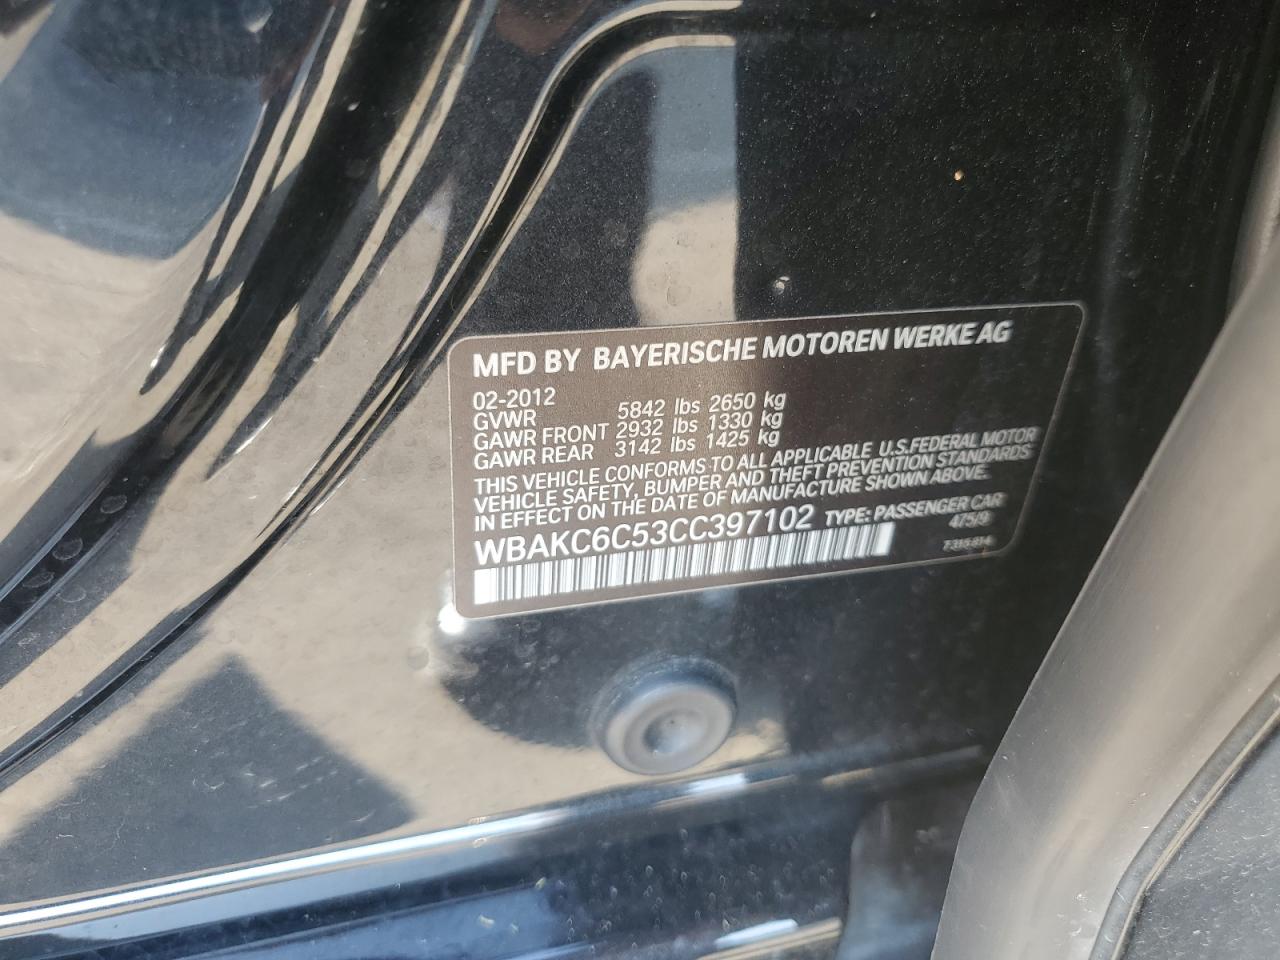 MFD BY BAYERISCHE MOTOREN WERKE AG
02-2012
GVWR 5842 lbs 2650 kg
GAWR FRONT 2932 lbs 1330 kg
GAWR REAR 3142 lbs 1425 kg
THIS VEHICLE CONFORMS TO ALL APPLICABLE U.S.FEDERAL MOTOR
VEHICLE SAFETY, BUMPER AND THEFT PREVENTION STANDARDS
IN EFFECT ON THE DATE OF MANUFACTURE SHOWN ABOVE.
WBAKC6C53CC397102 TYPE: PASSENGER CAR
475/9